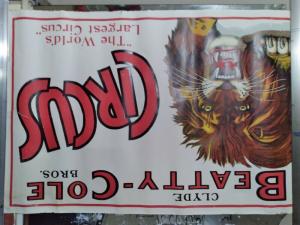 CLYDE
BEATTY-COLE
BROS.
CIRCUS
"The World's
Largest Circus"